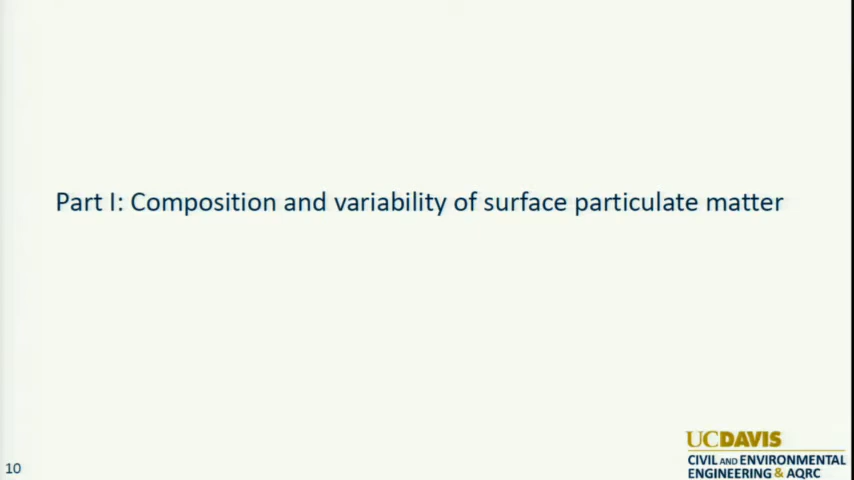 Part I: Composition and variability of surface particulate matter
10
UCDAVIS
CIVIL AND ENVIRONMENTAL
ENGINEERING & AQRC